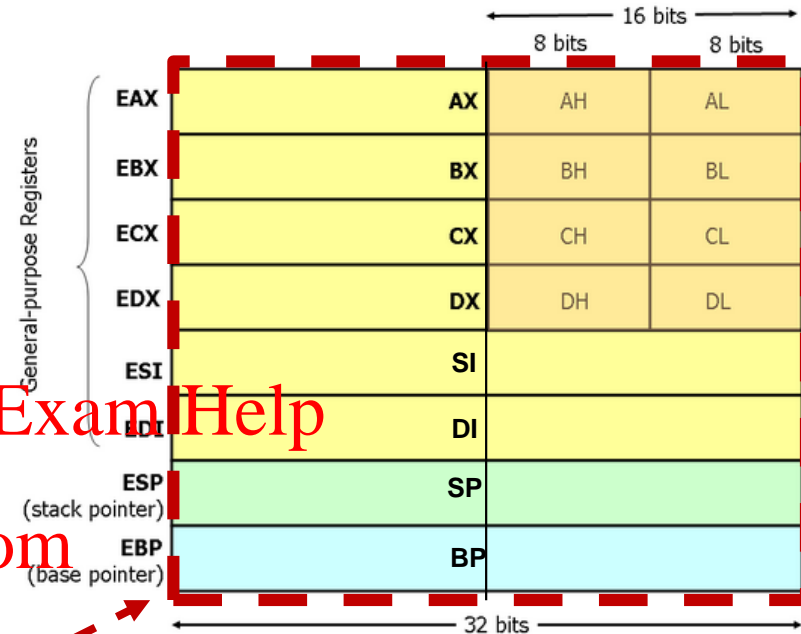 16 bits
8 bits 8 bits
General-purpose Registers
EAX AX AH AL
EBX BX BH BL
ECX CX CH CL
EDX DX DH DL
ESI SI
Exam Help
EDI DI
ESP SP
(stack pointer)
om
EBP BP
(base pointer)
32 bits